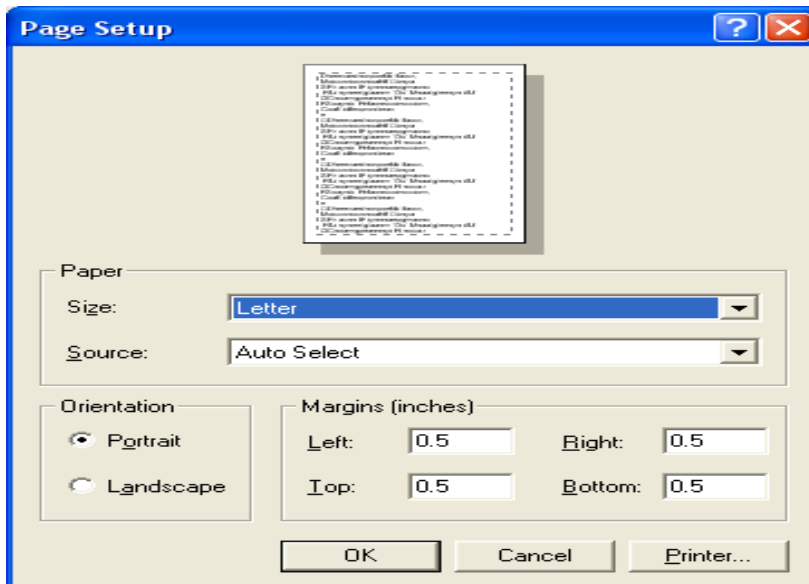 Page Setup
Paper
Size: Letter
Source: Auto Select
Orientation
Portrait
Landscape
Margins (inches)
Left: 0.5 Right: 0.5
Top: 0.5 Bottom: 0.5
OK Cancel Printer...